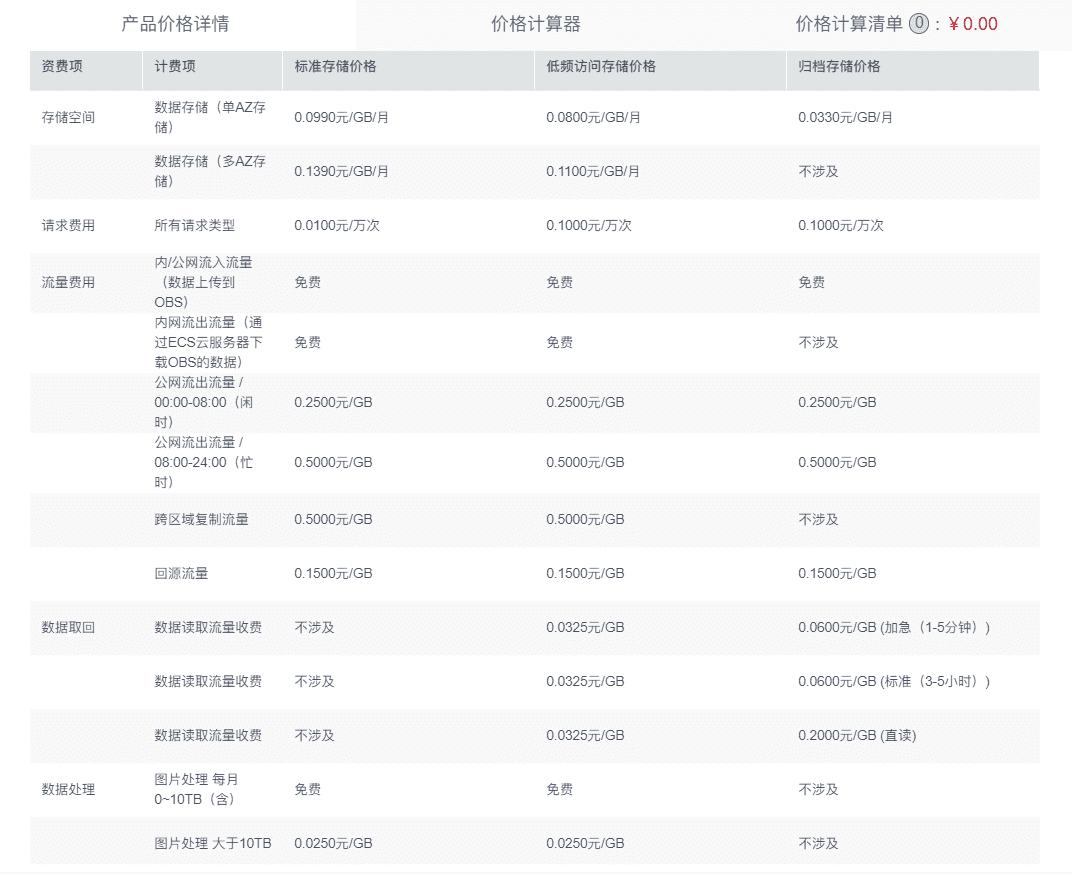 产品价格详情 价格计算器 价格计算清单 0 : ￥0.00
资费项 计费项 标准存储价格 低频访问存储价格 归档存储价格
存储空间 数据存储（单AZ存
储） 0.0990元/GB/月 0.0800元/GB/月 0.0330元/GB/月
数据存储（多AZ存
储） 0.1390元/GB/月 0.1100元/GB/月 不涉及
请求费用 所有请求类型 0.0100元/万次 0.1000元/万次 0.1000元/万次
流量费用 内/公网流入流量
（数据上传到
OBS） 免费 免费 免费
内网流出流量（通
过ECS云服务器下
载OBS的数据） 免费 免费 不涉及
公网流出流量 /
00:00-08:00（闲
时） 0.2500元/GB 0.2500元/GB 0.2500元/GB
公网流出流量 /
08:00-24:00（忙
时） 0.5000元/GB 0.5000元/GB 0.5000元/GB
跨区域复制流量 0.5000元/GB 0.5000元/GB 不涉及
回源流量 0.1500元/GB 0.1500元/GB 0.1500元/GB
数据取回 数据读取流量收费 不涉及 0.0325元/GB 0.0600元/GB (加急（1-5分钟）)
数据读取流量收费 不涉及 0.0325元/GB 0.0600元/GB (标准（3-5小时）)
数据读取流量收费 不涉及 0.0325元/GB 0.2000元/GB (直读)
数据处理 图片处理 每月
0~10TB（含） 免费 免费 不涉及
图片处理 大于10TB 0.0250元/GB 0.0250元/GB 不涉及